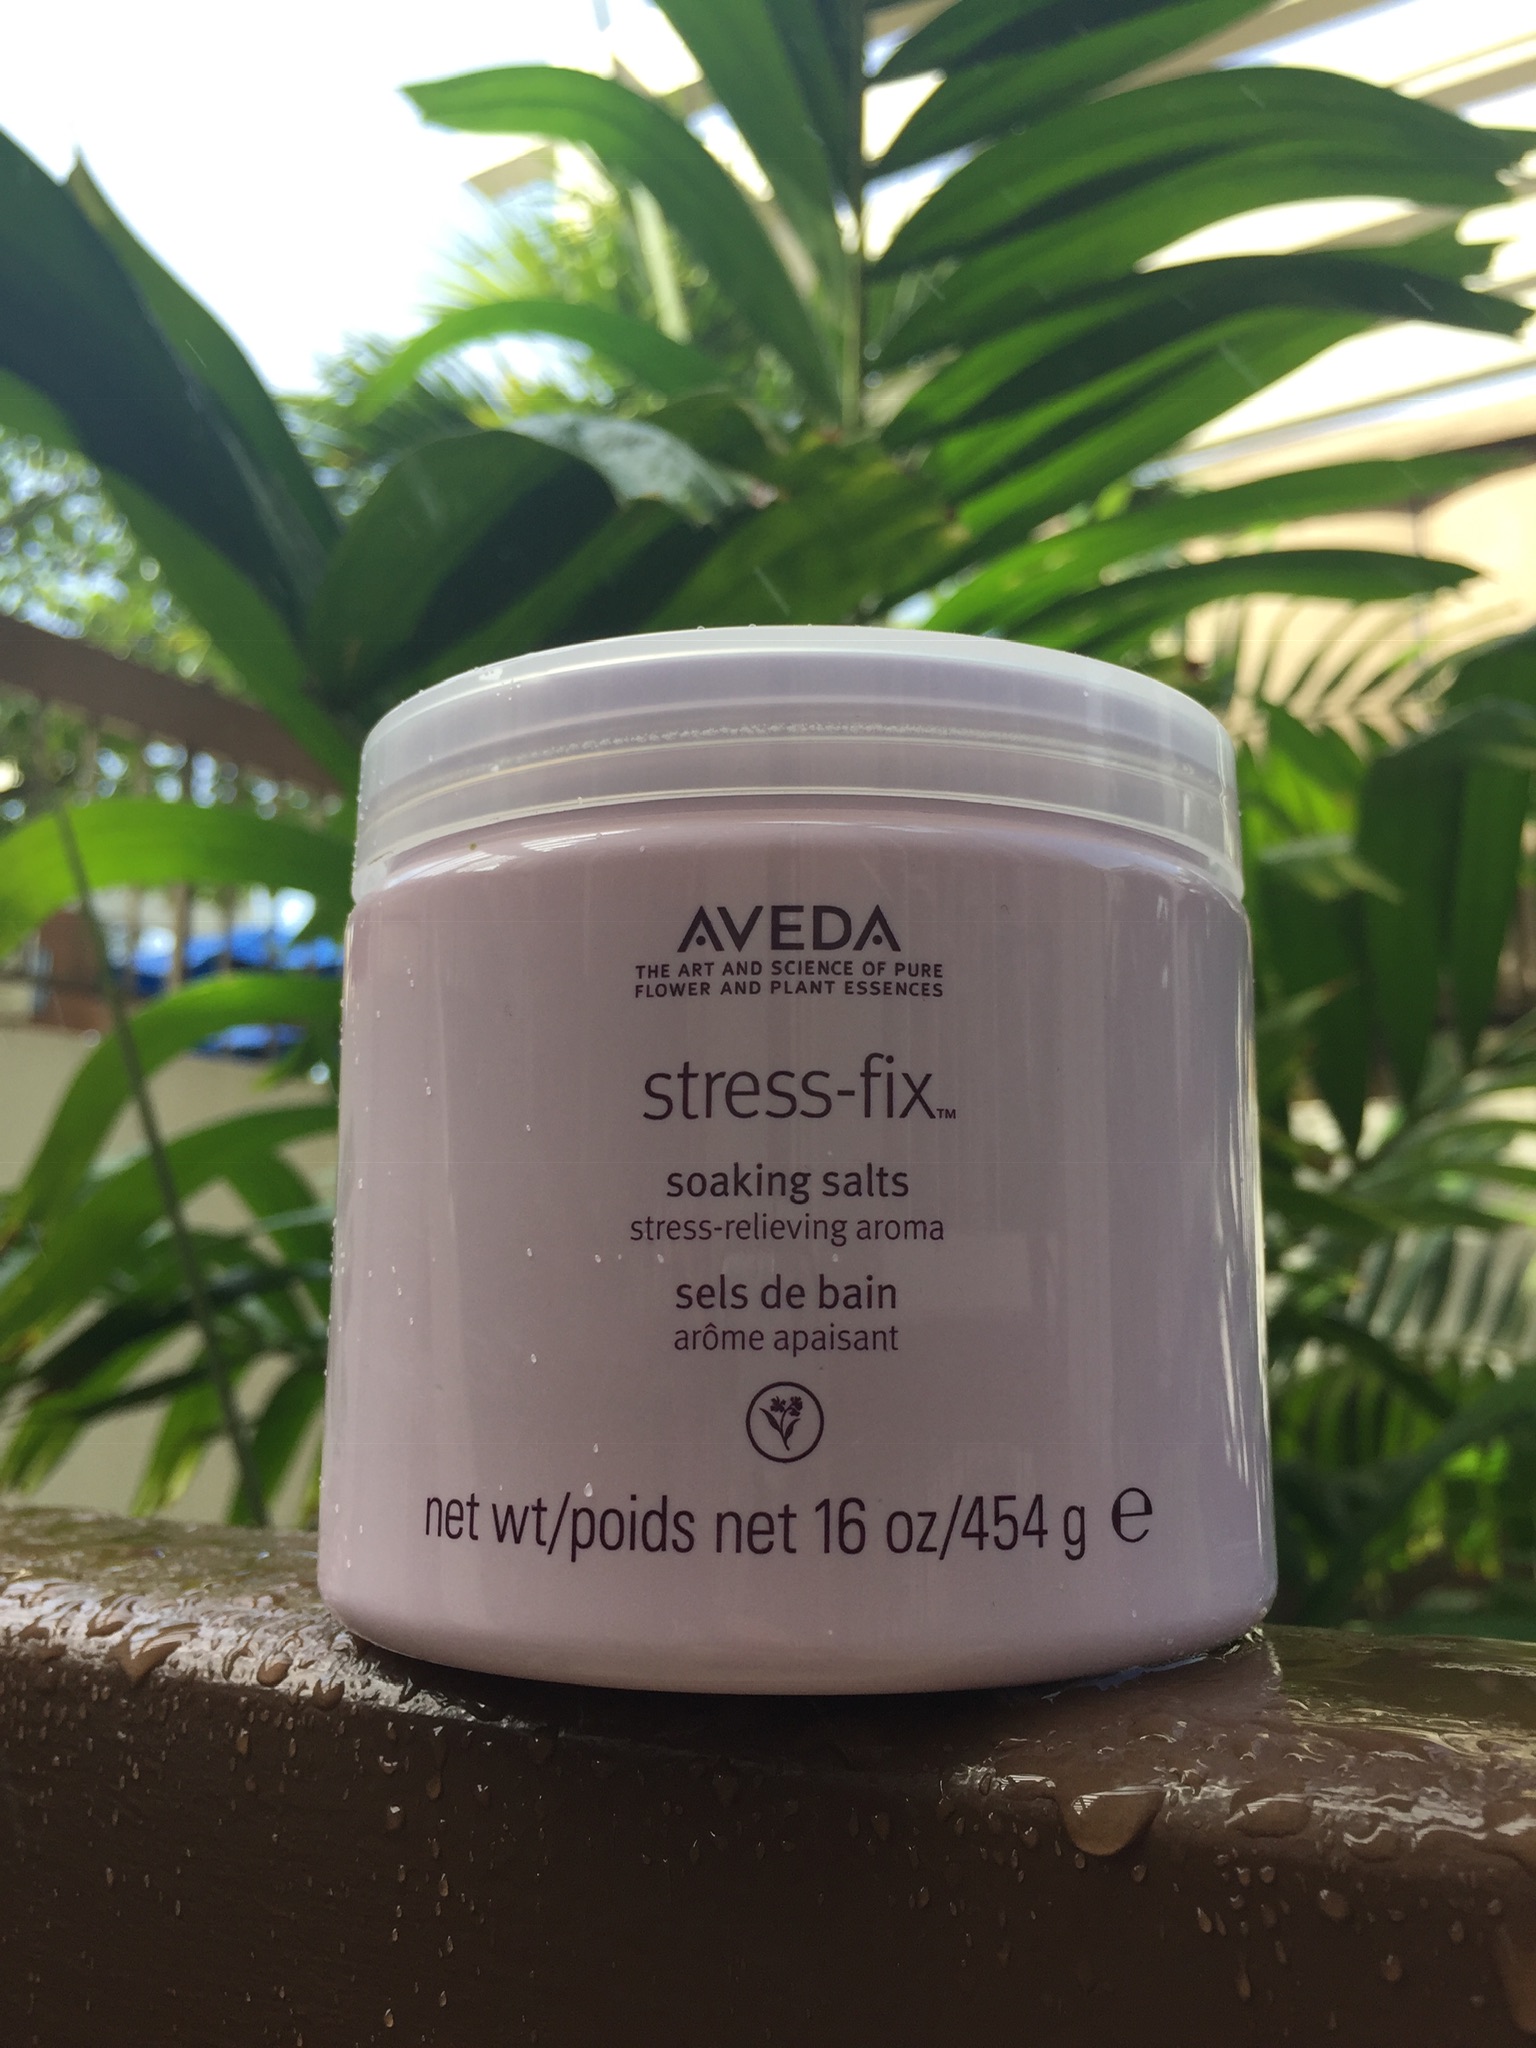 AVEDA
THE ART AND SCIENCE OF PURE
FLOWER AND PLANT ESSENCES
stress-fix™
soaking salts
stress-relieving aroma
sels de bain
arôme apaisant
net wt/poids net 16 oz/454 g ℮